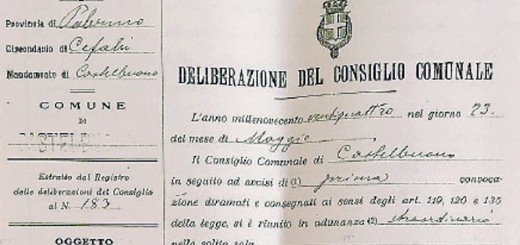 Provincia di Palermo
Circondario di Cefalù
Mandamento di Castelbuono
COMUNE
DI
Estratto dal Registro
delle deliberazioni del Consiglio
al N. 183
OGGETTO
DELIBERAZIONE DEL CONSIGLIO COMUNALE
L'anno millenovecento ventiquattro nel giorno 23
del mese di Maggio
Il Consiglio Comunale di Castelbuono
in seguito ad avvisi di (1) prima convoca-
zione diramati e consegnati ai sensi degli art. 119, 120 e 135
della legge, si è riunito in adunanza (2) straordinaria
nella solita sala